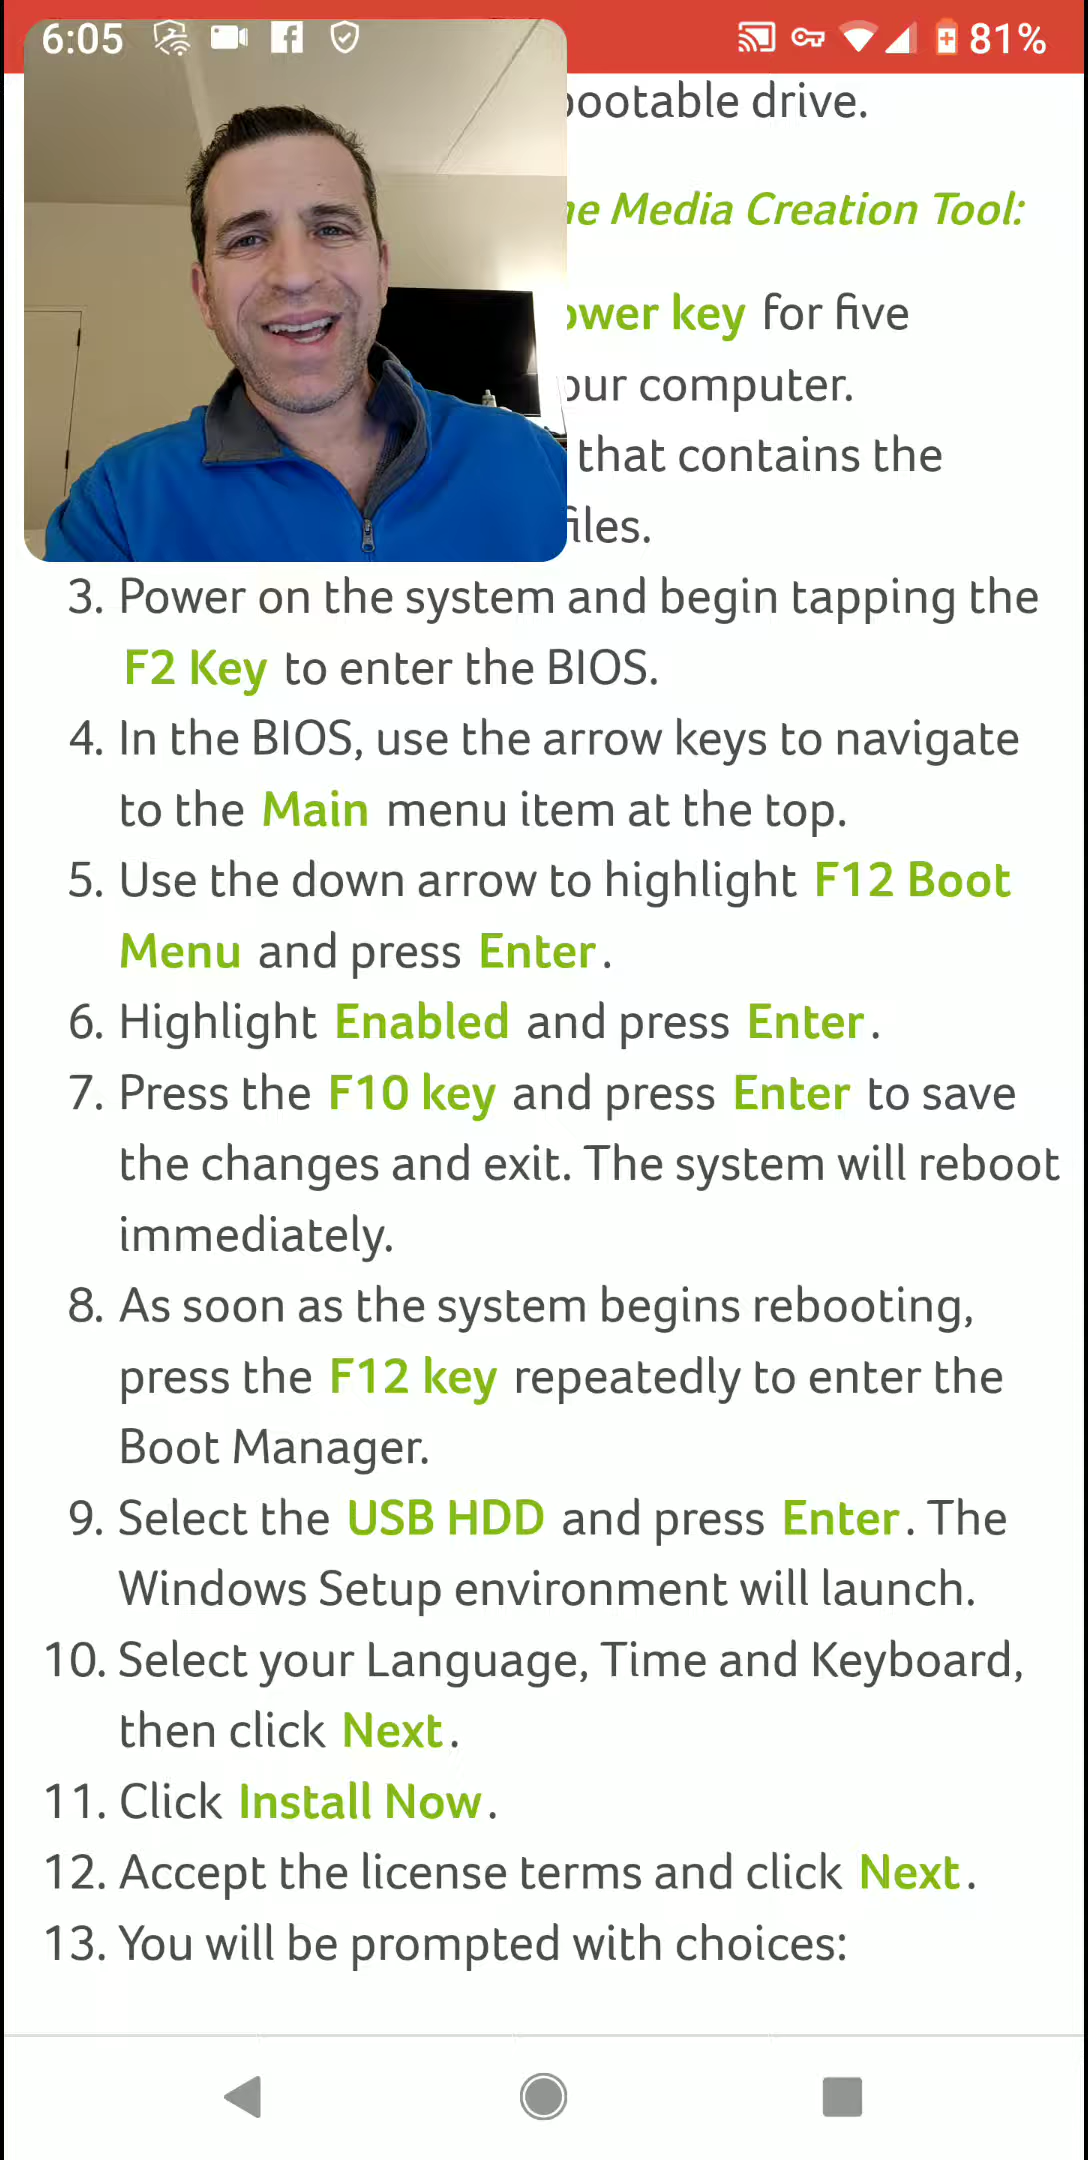 6:05
81%
bootable drive.
Media Creation Tool:
key for five
computer.
that contains the
files.
3. Power on the system and begin tapping the
F2 Key to enter the BIOS.
4. In the BIOS, use the arrow keys to navigate
to the Main menu item at the top.
5. Use the down arrow to highlight F12 Boot
Menu and press Enter.
6. Highlight Enabled and press Enter.
7. Press the F10 key and press Enter to save
the changes and exit. The system will reboot
immediately.
8. As soon as the system begins rebooting,
press the F12 key repeatedly to enter the
Boot Manager.
9. Select the USB HDD and press Enter. The
Windows Setup environment will launch.
10. Select your Language, Time and Keyboard,
then click Next.
11. Click Install Now.
12. Accept the license terms and click Next.
13. You will be prompted with choices: